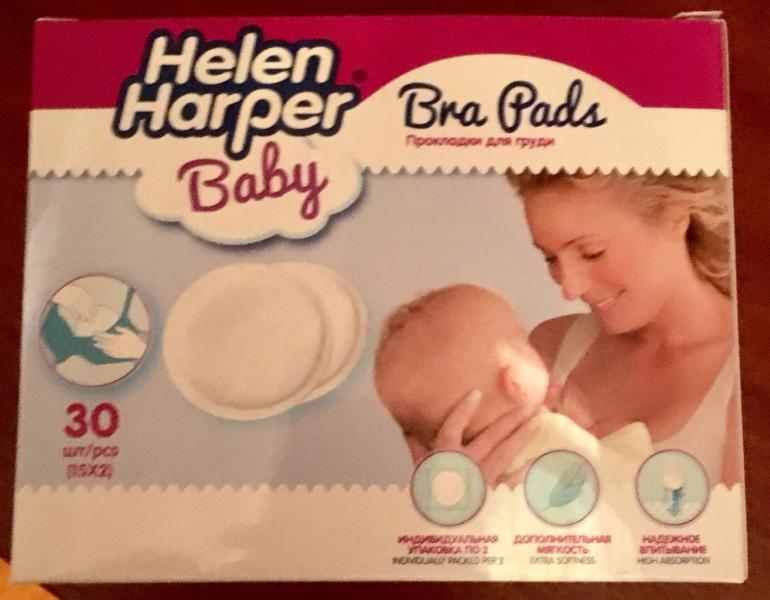 Helen
Harper®
Baby
Bra Pads
Прокладки для груди
30
шт/pcs
(15X2)
ИНДИВИДУАЛЬНАЯ
УПАКОВКА ПО 2
INDIVIDUALLY PACKED PER 2
ДОПОЛНИТЕЛЬНАЯ
МЯГКОСТЬ
EXTRA SOFTNESS
НАДЕЖНОЕ
ВПИТЫВАНИЕ
HIGH ABSORPTION